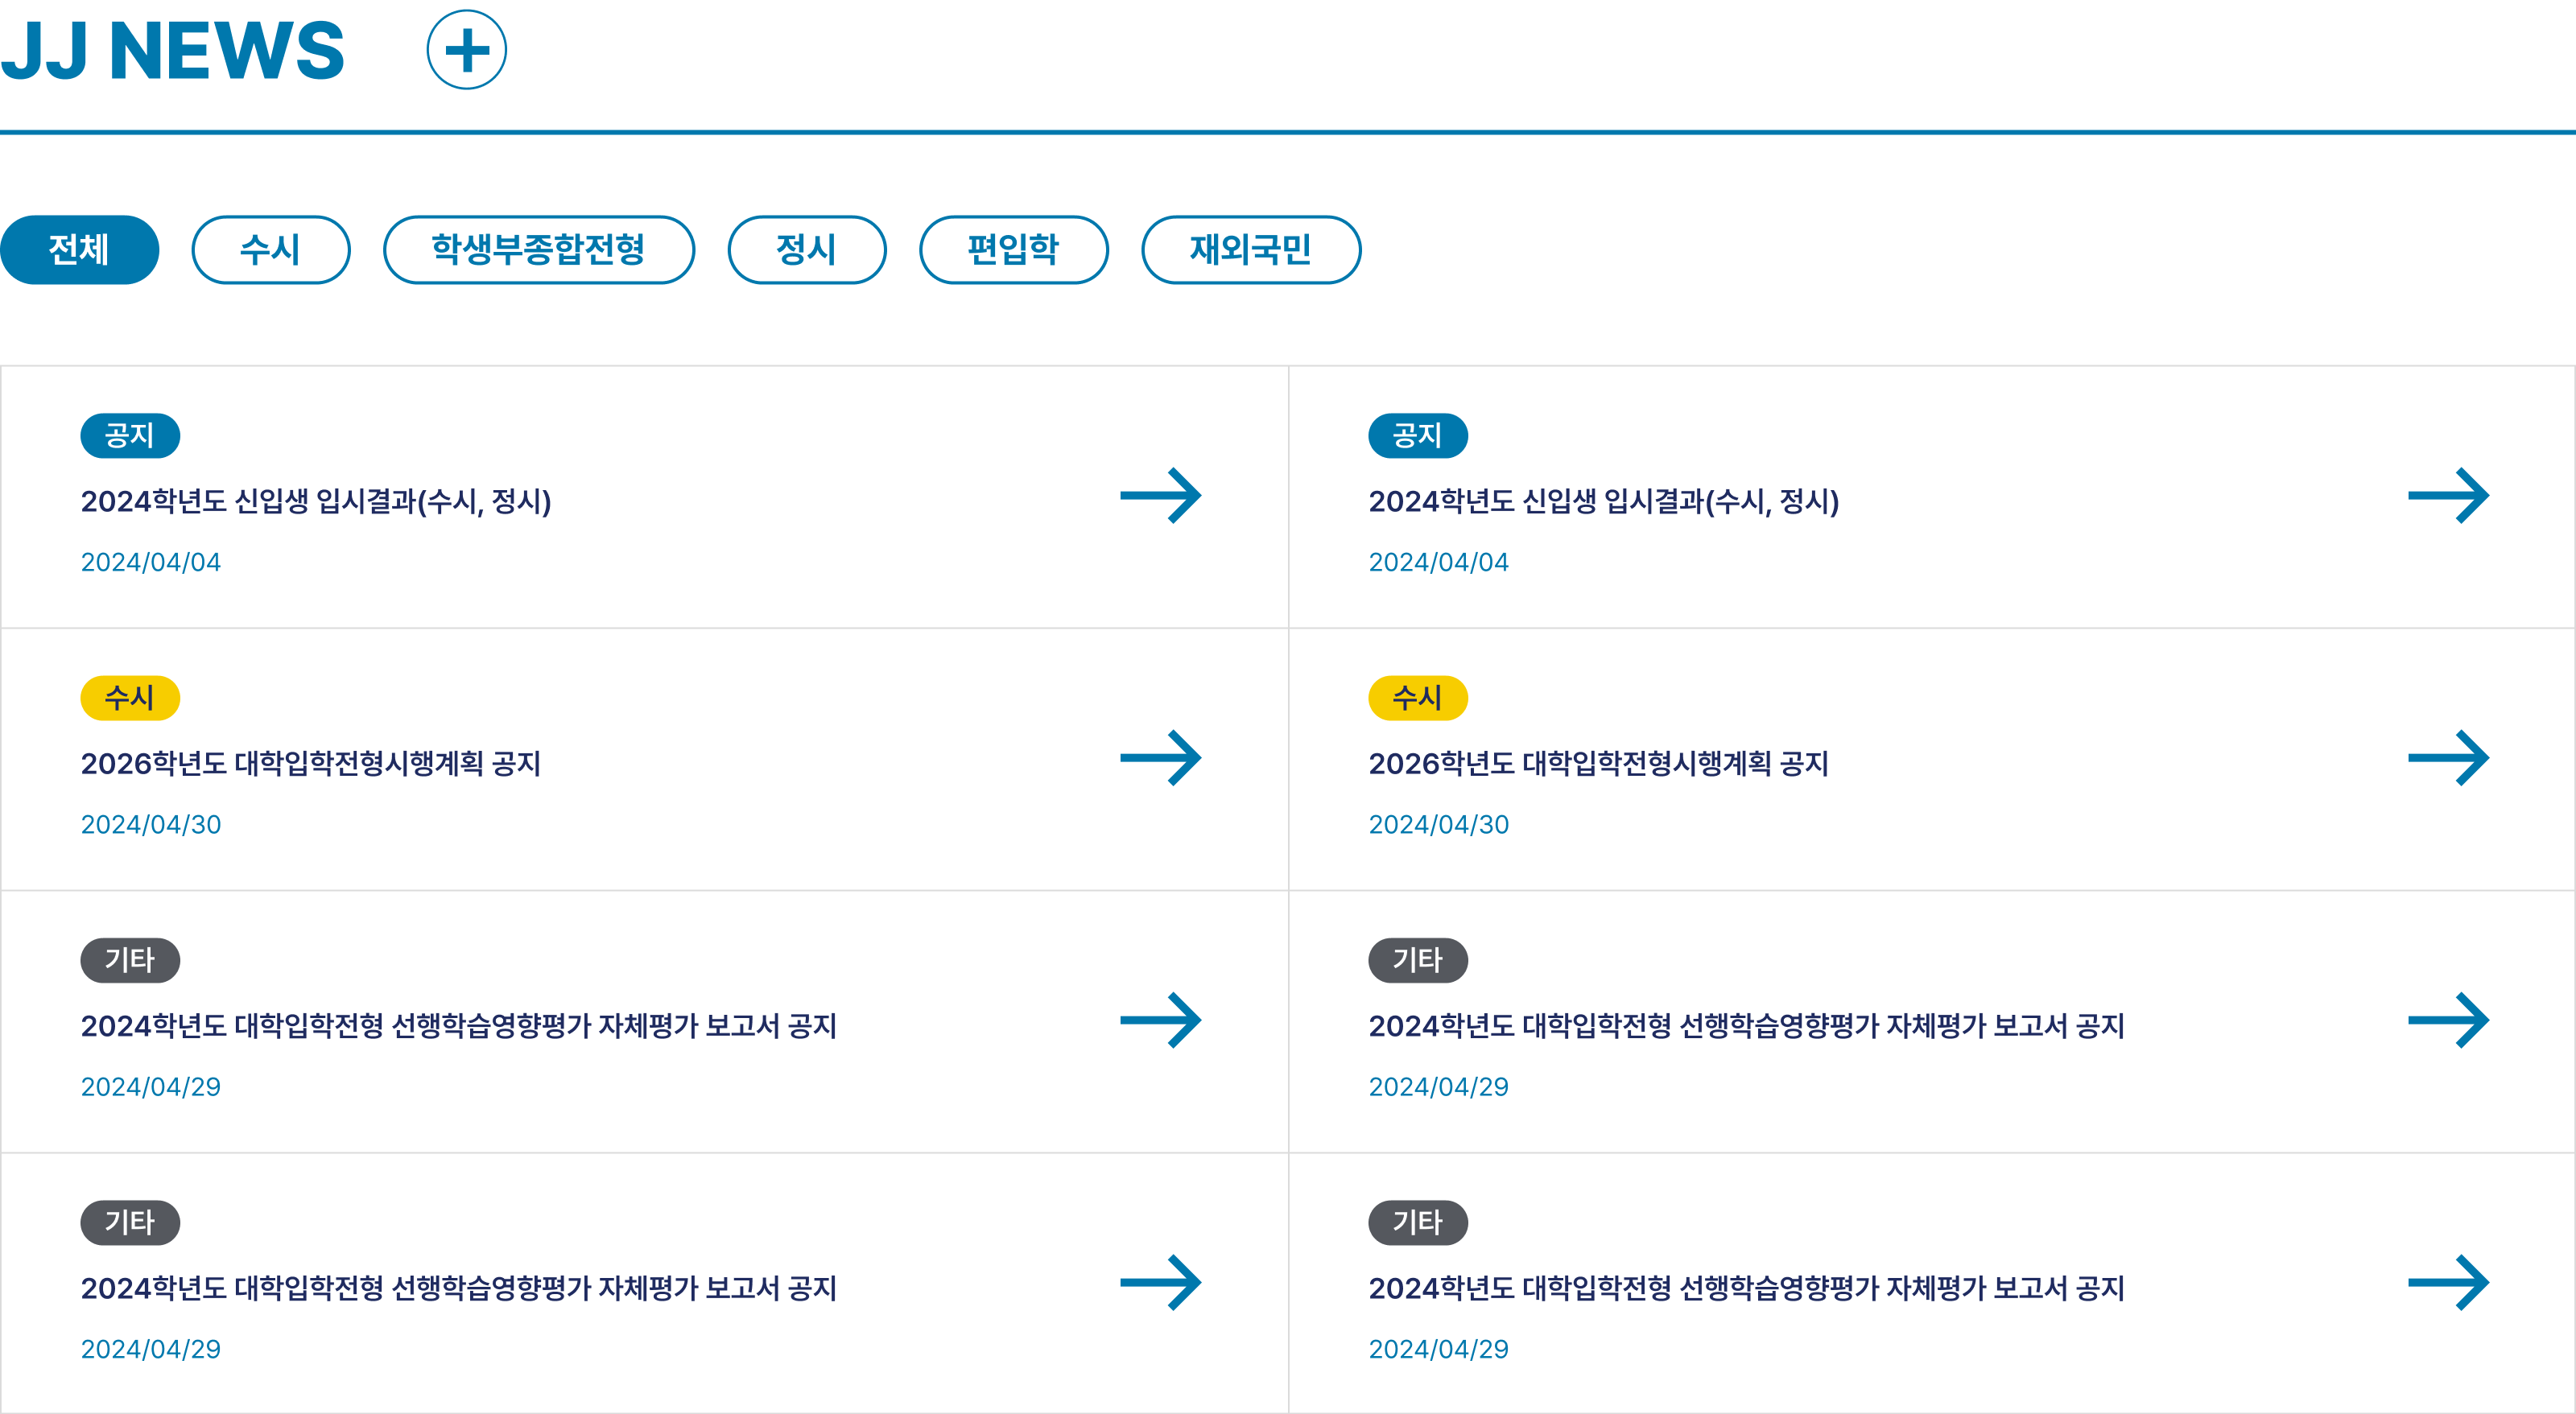 JJ NEWS
전체 수시 학생부종합전형 정시 편입학 재외국민
공지
2024학년도 신입생 입시결과(수시, 정시)
2024/04/04
공지
2024학년도 신입생 입시결과(수시, 정시)
2024/04/04
수시
2026학년도 대학입학전형시행계획 공지
2024/04/30
수시
2026학년도 대학입학전형시행계획 공지
2024/04/30
기타
2024학년도 대학입학전형 선행학습영향평가 자체평가 보고서 공지
2024/04/29
기타
2024학년도 대학입학전형 선행학습영향평가 자체평가 보고서 공지
2024/04/29
기타
2024학년도 대학입학전형 선행학습영향평가 자체평가 보고서 공지
2024/04/29
기타
2024학년도 대학입학전형 선행학습영향평가 자체평가 보고서 공지
2024/04/29